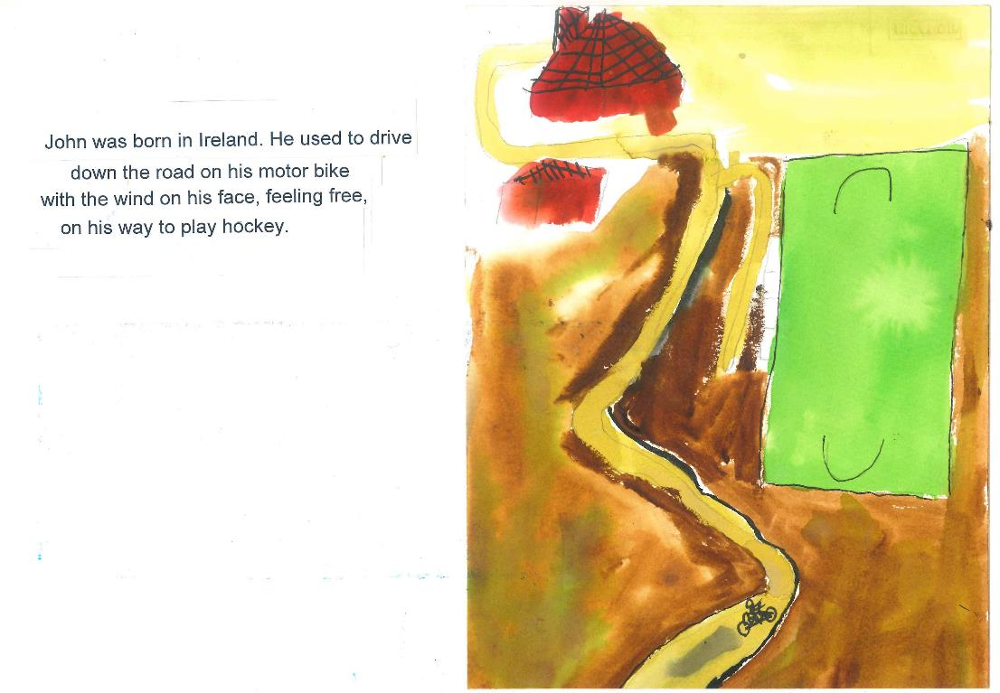 John was born in Ireland. He used to drive
down the road on his motor bike
with the wind on his face, feeling free,
on his way to play hockey.